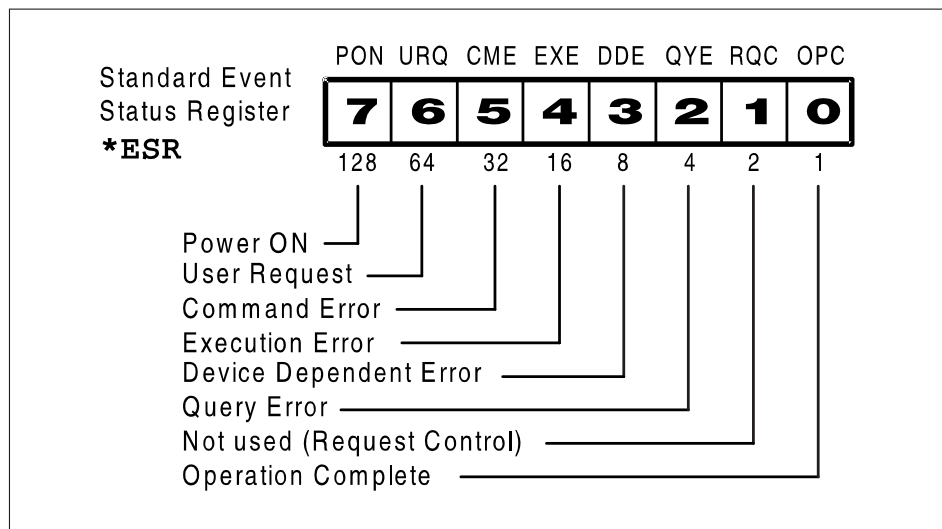 PON URQ CME EXE DDE QYE RQC OPC
Standard Event
Status Register
*ESR
7 6 5 4 3 2 1 0
128 64 32 16 8 4 2 1
Power ON
User Request
Command Error
Execution Error
Device Dependent Error
Query Error
Not used (Request Control)
Operation Complete